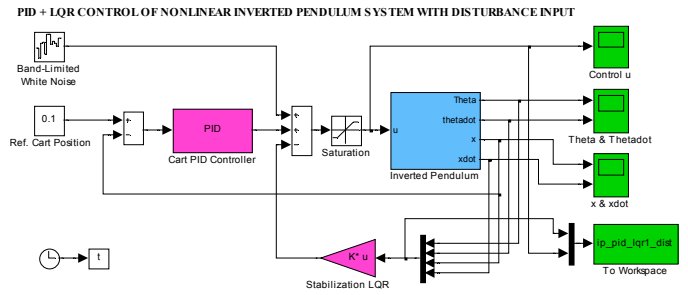 PID + LQR CONTROL OF NONLINEAR INVERTED PENDULUM SYSTEM WITH DISTURBANCE INPUT
Band-Limited
White Noise
0.1
Ref. Cart Position
+
-
PID
Cart PID Controller
+
+
-
Saturation
u
Theta
thetadot
x
xdot
Inverted Pendulum
Control u
Theta & Thetadot
x & xdot
t
K* u
Stabilization LQR
ip_pid_lqr1_dist
To Workspace